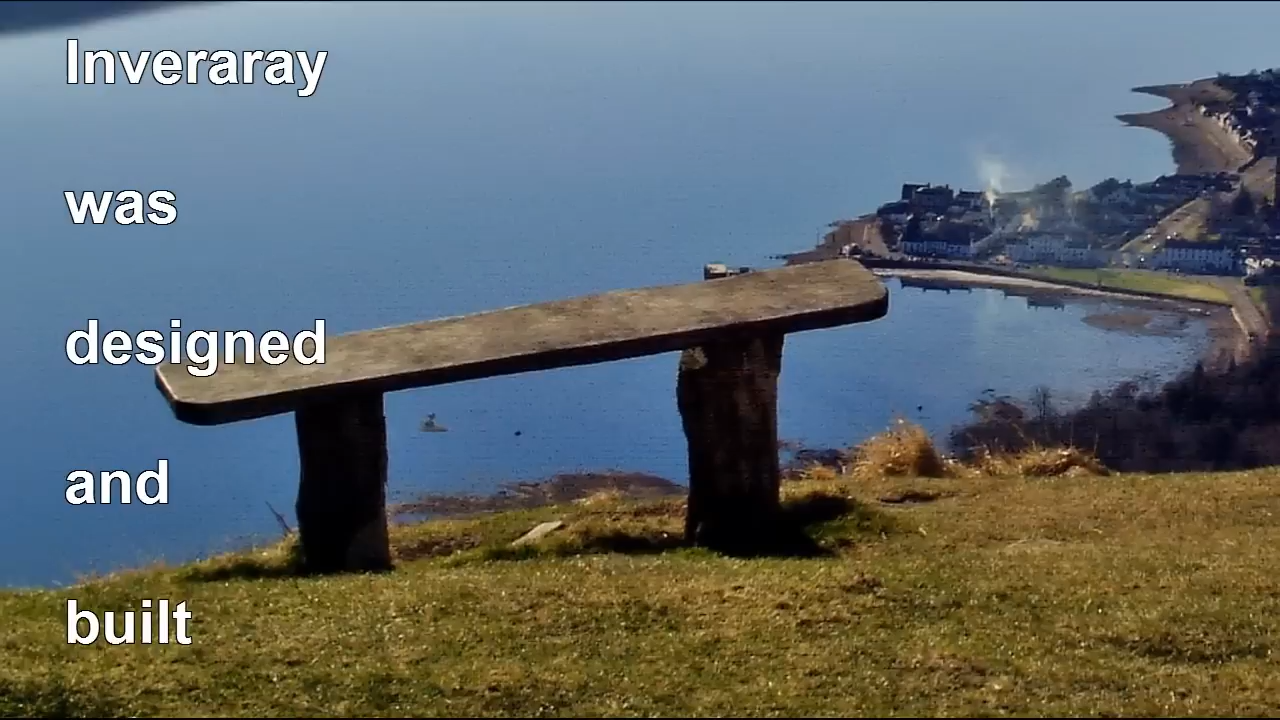 Inveraray
was
designed
and
built